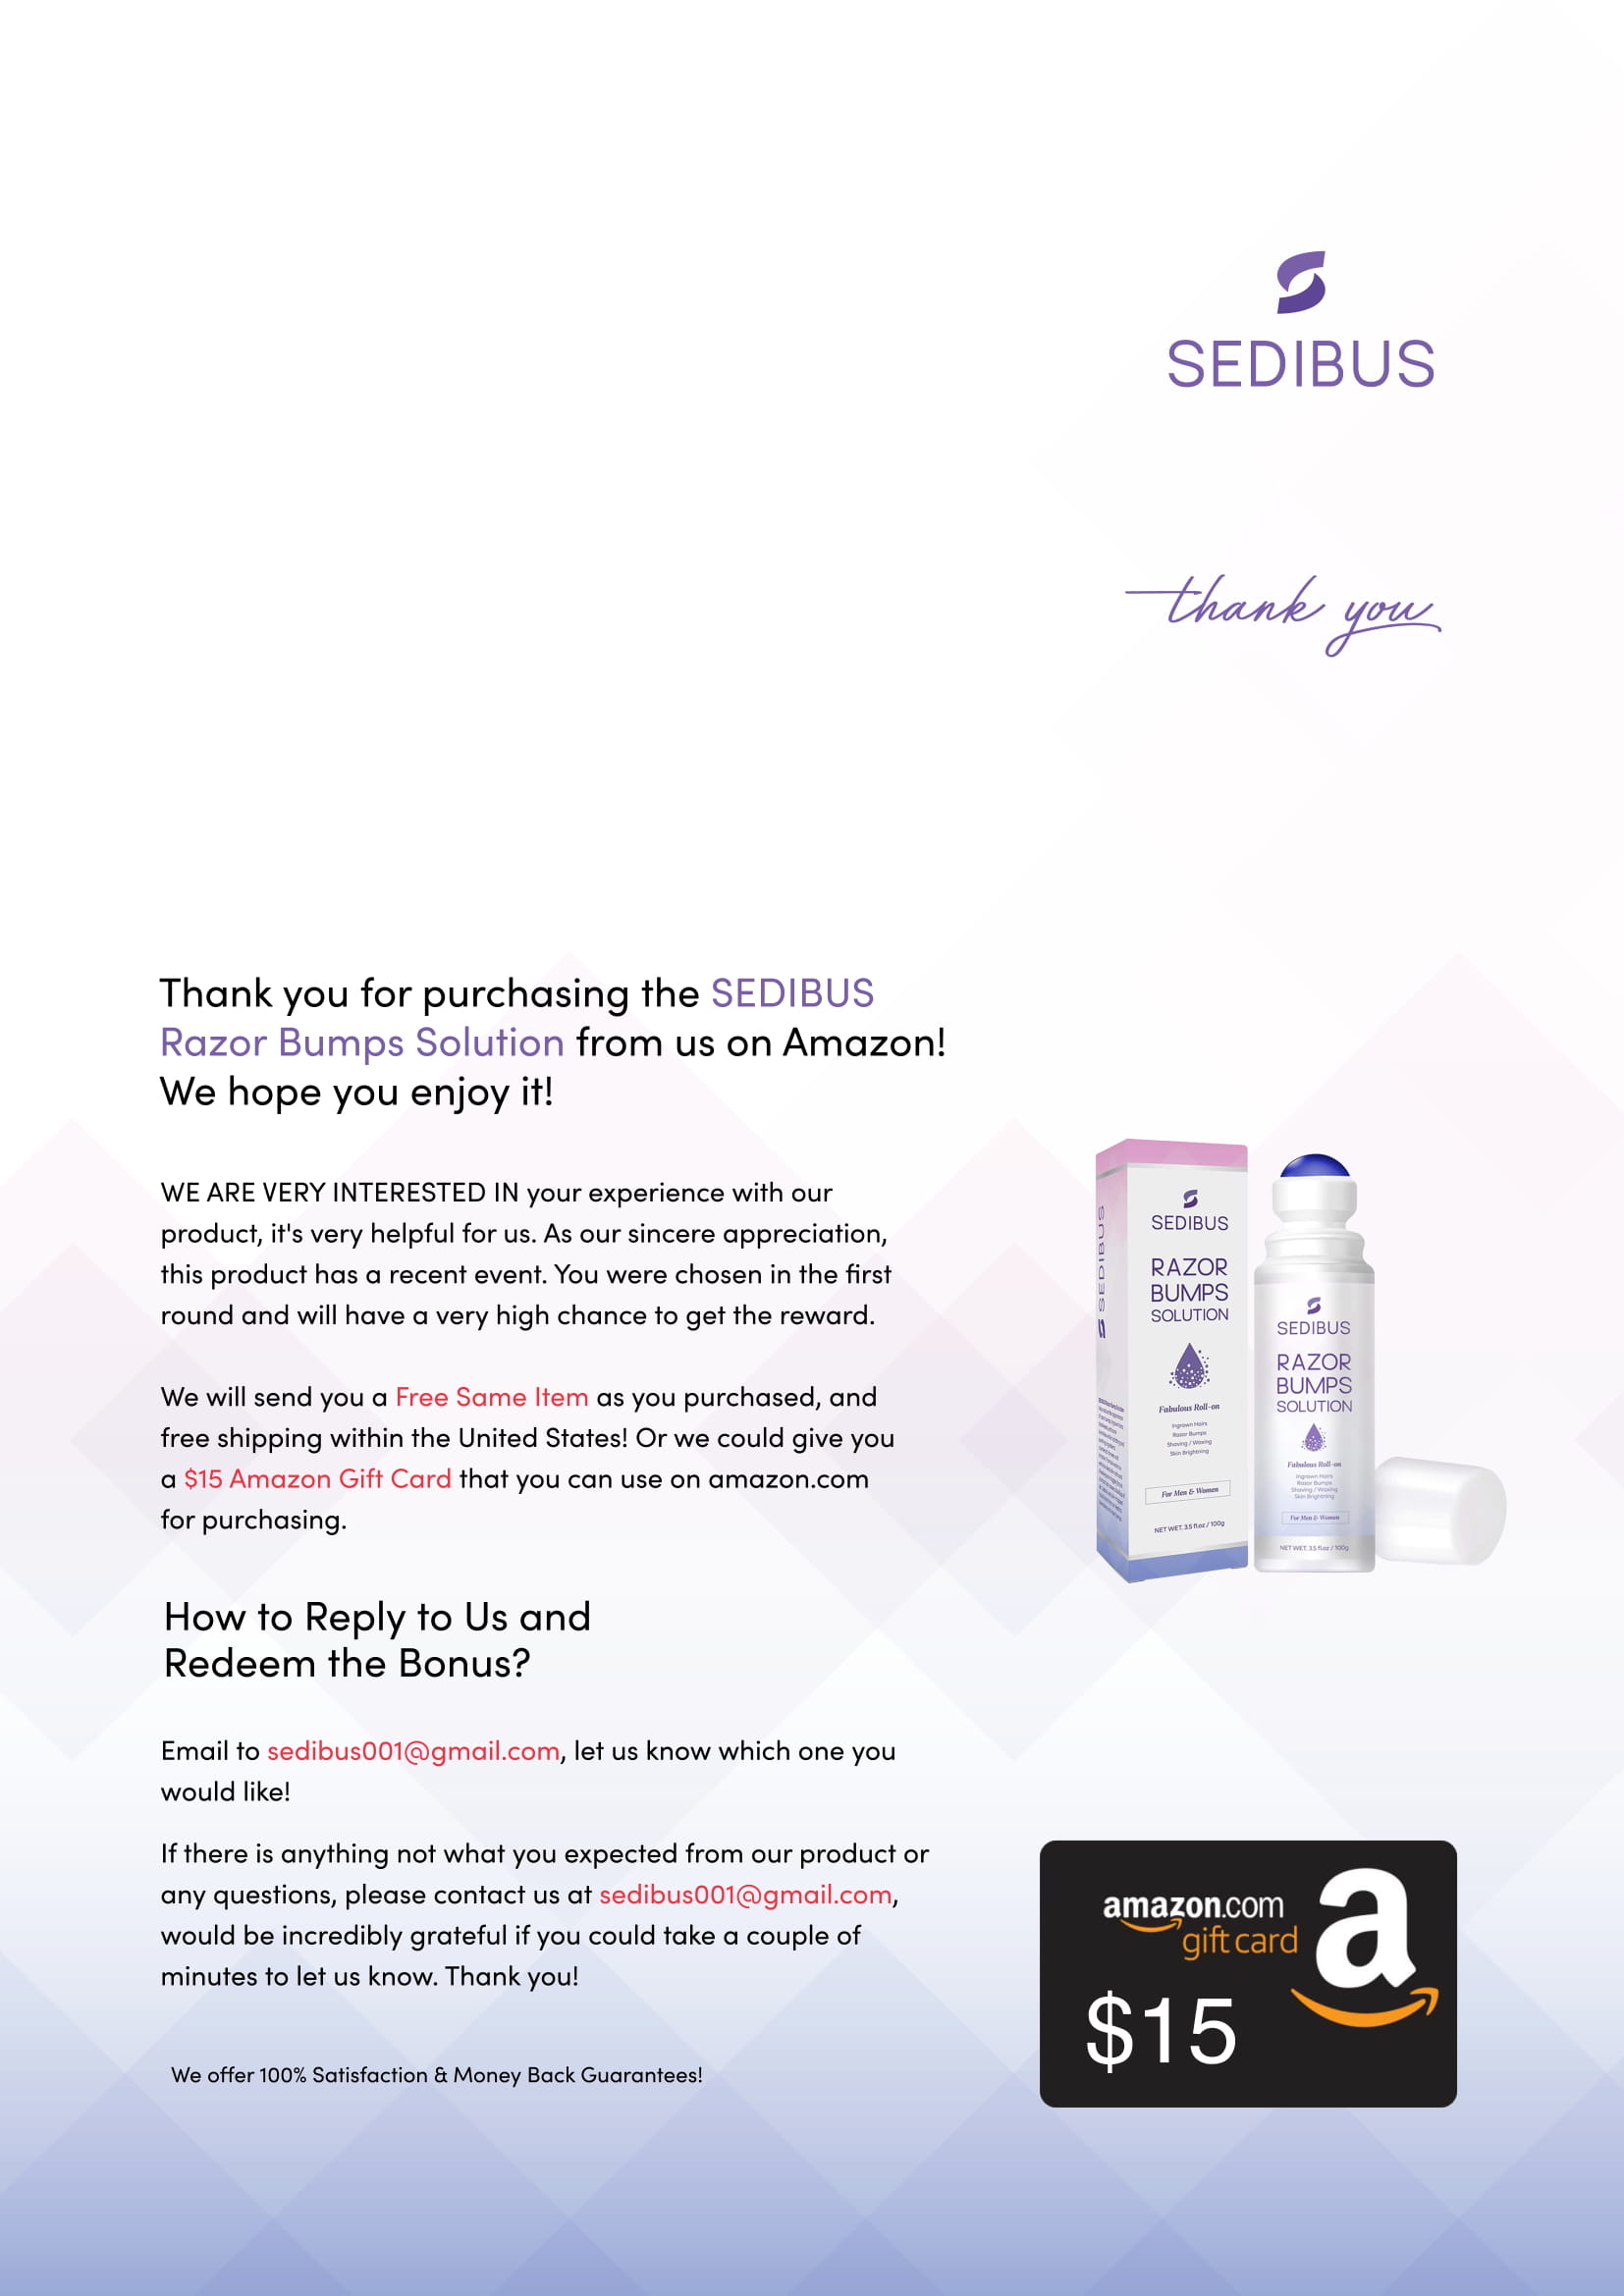 SEDIBUS
thank you
Thank you for purchasing the SEDIBUS
Razor Bumps Solution from us on Amazon!
We hope you enjoy it!
WE ARE VERY INTERESTED IN your experience with our
product, it's very helpful for us. As our sincere appreciation,
this product has a recent event. You were chosen in the first
round and will have a very high chance to get the reward.
We will send you a Free Same Item as you purchased, and
free shipping within the United States! Or we could give you
a $15 Amazon Gift Card that you can use on amazon.com
for purchasing.
SEDIBUS
SEDIBUS
RAZOR
BUMPS
SOLUTION
Fabulous Roll-on
Ingrown Hairs
Razor Bumps
Shaving / Waxing
Skin Brightning
For Men & Women
NET WET. 3.5 fl.oz / 100g
SEDIBUS
RAZOR
BUMPS
SOLUTION
Fabulous Roll-on
Ingrown Hairs
Razor Bumps
Shaving / Waxing
Skin Brightning
For Men & Women
NET WET. 3.5 fl.oz / 100g
How to Reply to Us and
Redeem the Bonus?
Email to sedibus001@gmail.com, let us know which one you
would like!
If there is anything not what you expected from our product or
any questions, please contact us at sedibus001@gmail.com,
would be incredibly grateful if you could take a couple of
minutes to let us know. Thank you!
We offer 100% Satisfaction & Money Back Guarantees!
amazon.com
gift card
a
$15